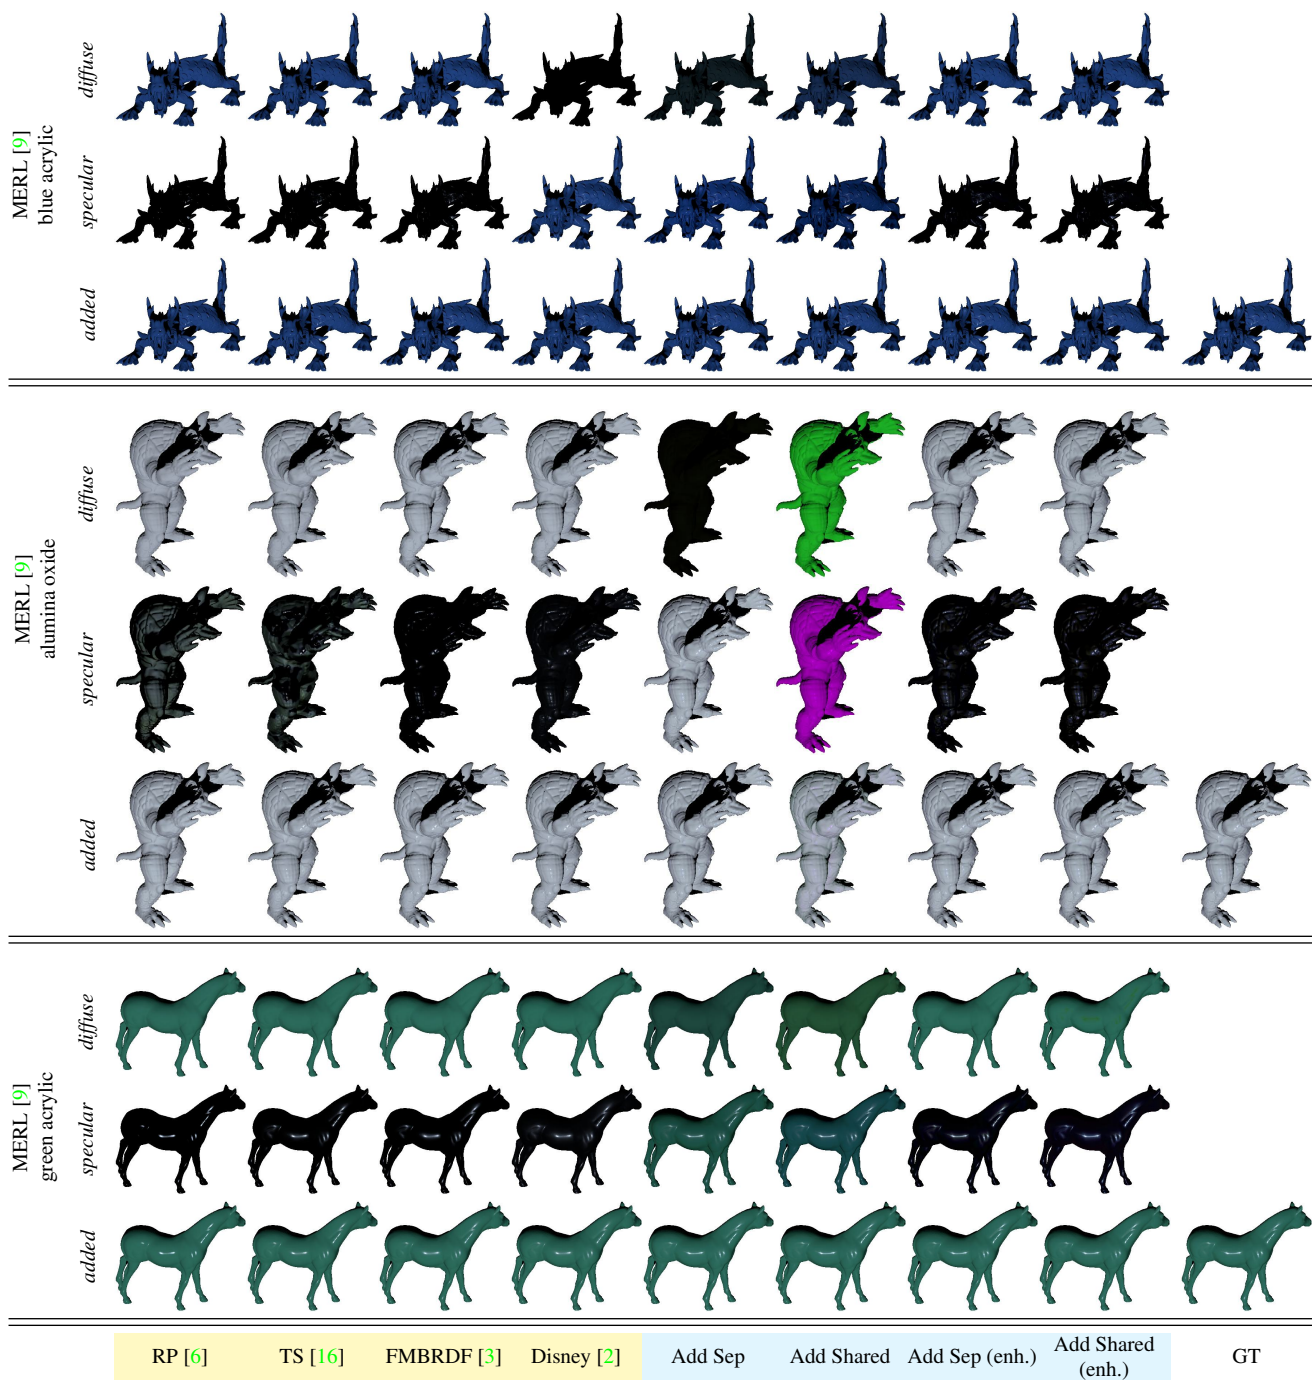 MERL [9]
blue acrylic
diffuse
specular
added
MERL [9]
alumina oxide
diffuse
specular
added
MERL [9]
green acrylic
diffuse
specular
added
RP [6]
TS [16]
FMBRDF [3]
Disney [2]
Add Sep
Add Shared
Add Sep (enh.)
Add Shared
(enh.)
GT